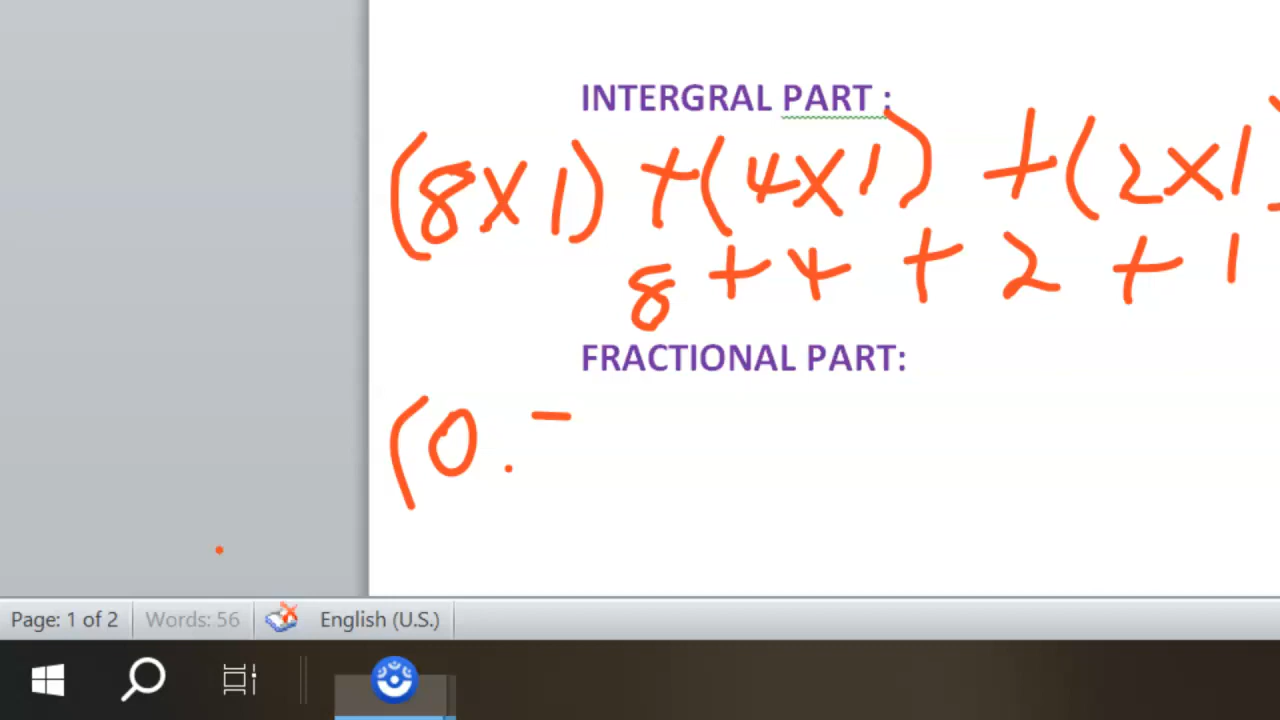 INTERGRAL PART :
(8X1) +(4X1) +(2X1)
8 + 4 + 2 + 1
FRACTIONAL PART:
(0.
Page: 1 of 2 Words: 56 English (U.S.)